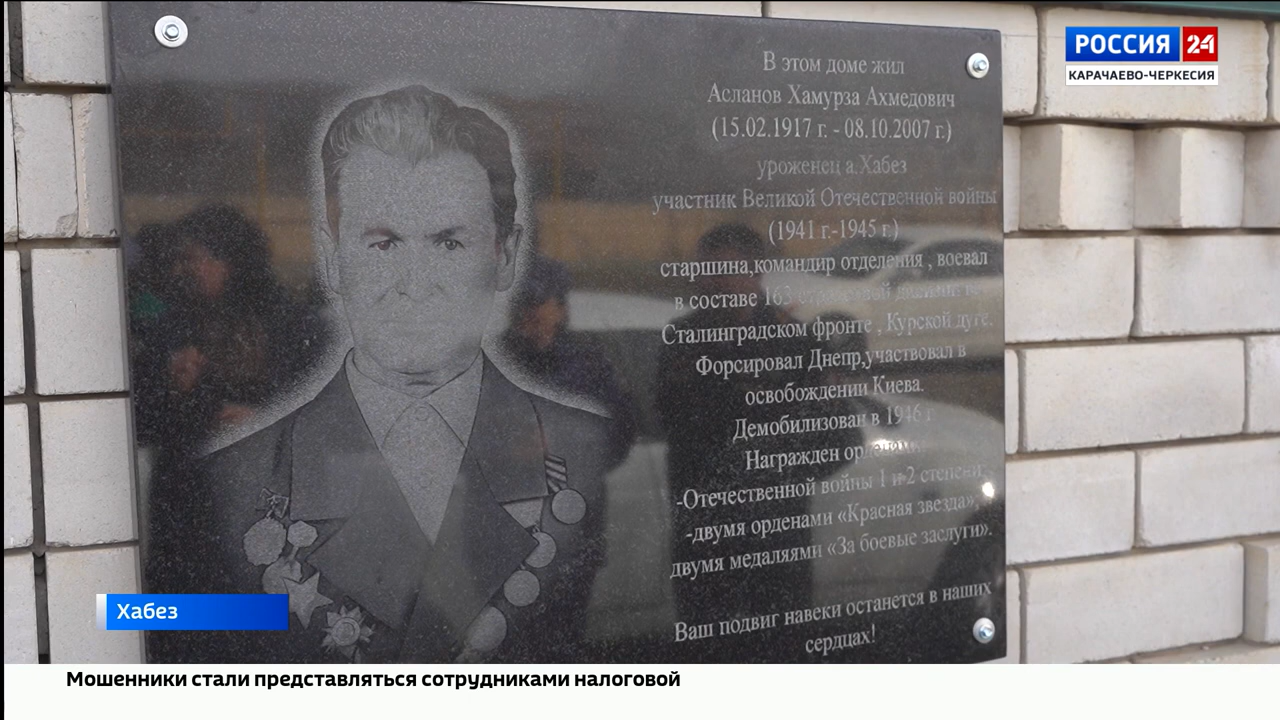 РОССИЯ 24
КАРАЧАЕВО-ЧЕРКЕСИЯ
В этом доме жил
Асланов Хамурза Ахмедович
(15.02.1917 г. - 08.10.2007 г.)
уроженец а.Хабез
участник Великой Отечественной войны
(1941 г.-1945 г.)
старшина,командир отделения , воевал
в составе 163
Сталинградском фронте , Курской дуге.
Форсировал Днепр,участвовал в
освобождении Киева.
Демобилизован в 1946 г
Награжден орденами:
-Отечественной войны 1 и 2 степени;
-двумя орденами «Красная звезда»,
двумя медаляями «За боевые заслуги».
Ваш подвиг навеки останется в наших
сердцах!
Хабез
Мошенники стали представляться сотрудниками налоговой